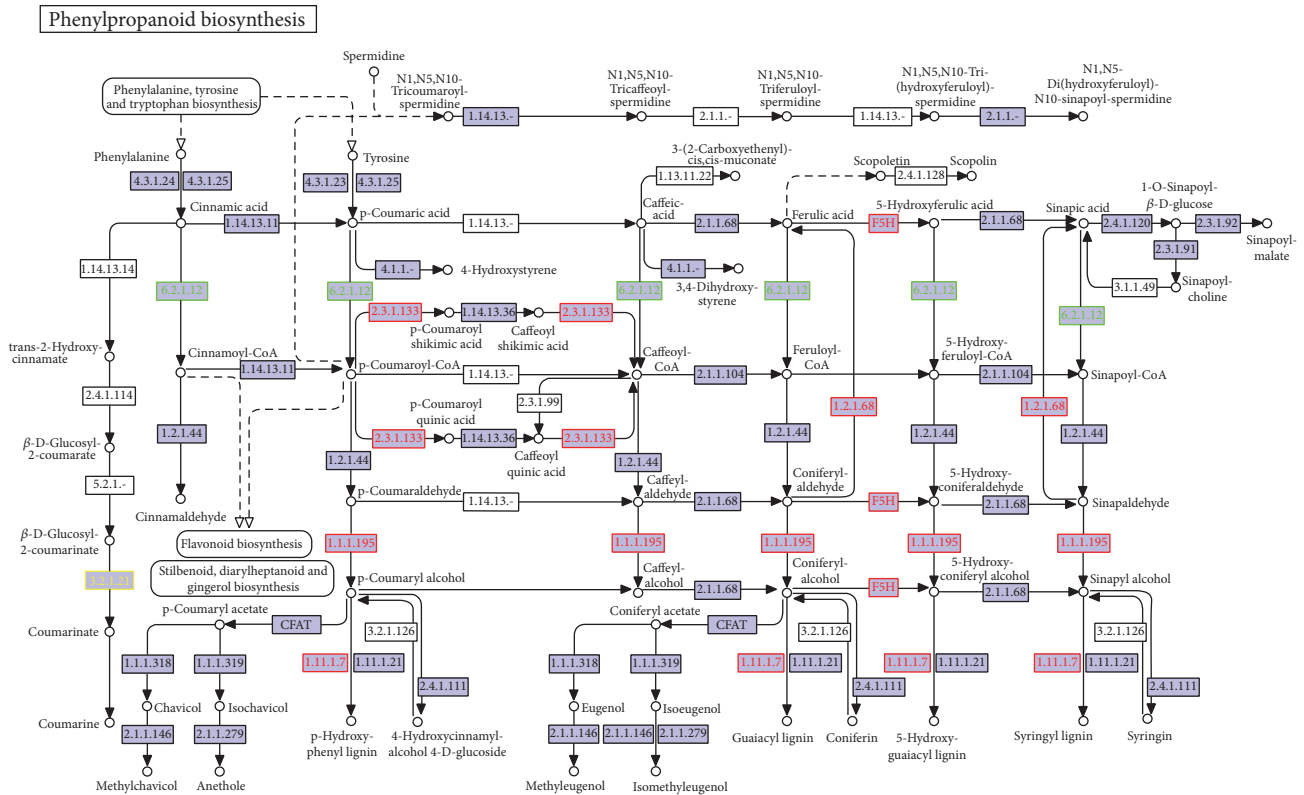 Phenylpropanoid biosynthesis
Spermidine
Phenylalanine, tyrosine
and tryptophan biosynthesis
N1,N5,N10-
Tricoumaroyl-
spermidine
N1,N5,N10-
Tricaffeoyl-
spermidine
N1,N5,N10-
Triferuloyl-
spermidine
N1,N5,N10-Tri-
(hydroxyferuloyl)-
spermidine
N1,N5-
Di(hydroxyferuloyl)-
N10-sinapoyl-spermidine
1.14.13.-
2.1.1.-
1.14.13.-
2.1.1.-
Phenylalanine
Tyrosine
3-(2-Carboxyethenyl)-
cis,cis-muconate
Scopoletin
Scopolin
4.3.1.24
4.3.1.25
4.3.1.23
4.3.1.25
1.13.11.22
2.4.1.128
Cinnamic acid
p-Coumaric acid
Caffeic-
acid
Ferulic acid
5-Hydroxyferulic acid
Sinapic acid
1-O-Sinapoyl-
β-D-glucose
1.14.13.11
1.14.13.-
2.1.1.68
F5H
2.1.1.68
2.4.1.120
2.3.1.92
Sinapoyl-
malate
2.3.1.91
1.14.13.14
4.1.1.-
4-Hydroxystyrene
4.1.1.-
3,4-Dihydroxy-
styrene
3.1.1.49
Sinapoyl-
choline
6.2.1.12
6.2.1.12
6.2.1.12
6.2.1.12
6.2.1.12
6.2.1.12
2.3.1.133
1.14.13.36
2.3.1.133
p-Coumaroyl
shikimic acid
Caffeoyl
shikimic acid
trans-2-Hydroxy-
cinnamate
Cinnamoyl-CoA
1.14.13.11
p-Coumaroyl-CoA
1.14.13.-
Caffeoyl-
CoA
2.1.1.104
Feruloyl-
CoA
5-Hydroxy-
feruloyl-CoA
2.1.1.104
Sinapoyl-CoA
2.4.1.114
2.3.1.99
1.2.1.68
1.2.1.68
p-Coumaroyl
quinic acid
2.3.1.133
1.14.13.36
2.3.1.133
Caffeoyl
quinic acid
1.2.1.44
1.2.1.44
1.2.1.44
1.2.1.44
1.2.1.44
1.2.1.44
β-D-Glucosyl-
2-coumarate
5.2.1.-
Cinnamaldehyde
p-Coumaraldehyde
1.14.13.-
Caffeyl-
aldehyde
2.1.1.68
Coniferyl-
aldehyde
F5H
5-Hydroxy-
coniferaldehyde
2.1.1.68
Sinapaldehyde
β-D-Glucosyl-
2-coumarinate
Flavonoid biosynthesis
Stilbenoid, diarylheptanoid and
gingerol biosynthesis
1.1.1.195
1.1.1.195
1.1.1.195
1.1.1.195
1.1.1.195
3.2.1.21
p-Coumaryl alcohol
Caffeyl-
alcohol
2.1.1.68
Coniferyl-
alcohol
F5H
5-Hydroxy-
coniferyl alcohol
2.1.1.68
Sinapyl alcohol
p-Coumaryl acetate
CFAT
Coniferyl acetate
CFAT
Coumarinate
3.2.1.126
3.2.1.126
3.2.1.126
1.1.1.318
1.1.1.319
1.11.1.7
1.11.1.21
1.1.1.318
1.1.1.319
1.11.1.7
1.11.1.21
1.11.1.7
1.11.1.21
1.11.1.7
1.11.1.21
2.4.1.111
2.4.1.111
2.4.1.111
Coumarine
Chavicol
Isochavicol
Eugenol
Isoeugenol
2.1.1.146
2.1.1.279
2.1.1.146
2.1.1.146
2.1.1.279
p-Hydroxy-
phenyl lignin
4-Hydroxycinnamyl-
alcohol 4-D-glucoside
Guaiacyl lignin
Coniferin
5-Hydroxy-
guaiacyl lignin
Syringyl lignin
Syringin
Methylchavicol
Anethole
Methyleugenol
Isomethyleugenol